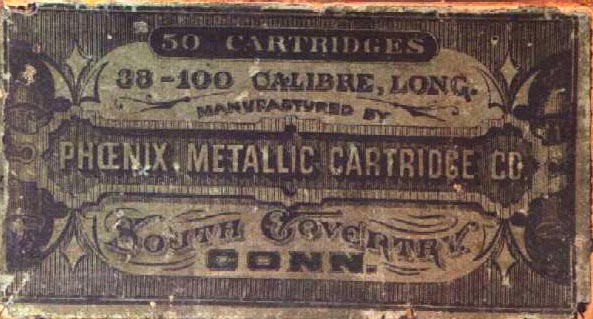 50 CARTRIDGES
38-100 CALIBRE, LONG.
MANUFACTURED BY
PHŒNIX METALLIC CARTRIDGE CO.
SOUTH COVENTRY.
CONN.